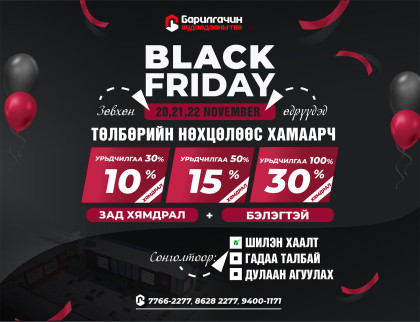 Барилгачин
ХУДАЛДААНЫ ТӨВ
BLACK
FRIDAY
Зөвхөн 20,21,22 NOVEMBER өдрүүдэд
ТӨЛБӨРИЙН НӨХЦӨЛӨӨС ХАМААРЧ
УРЬДЧИЛГАА 30% УРЬДЧИЛГАА 50% УРЬДЧИЛГАА 100%
10% 15% 30%
ХЯМДРАЛ ХЯМДРАЛ ХЯМДРАЛ
ЗАД ХЯМДРАЛ + БЭЛЭГТЭЙ
Сонголтоор:
ШИЛЭН ХААЛТ
ГАДАА ТАЛБАЙ
ДУЛААН АГУУЛАХ
7766-2277, 8628 2277, 9400-1171